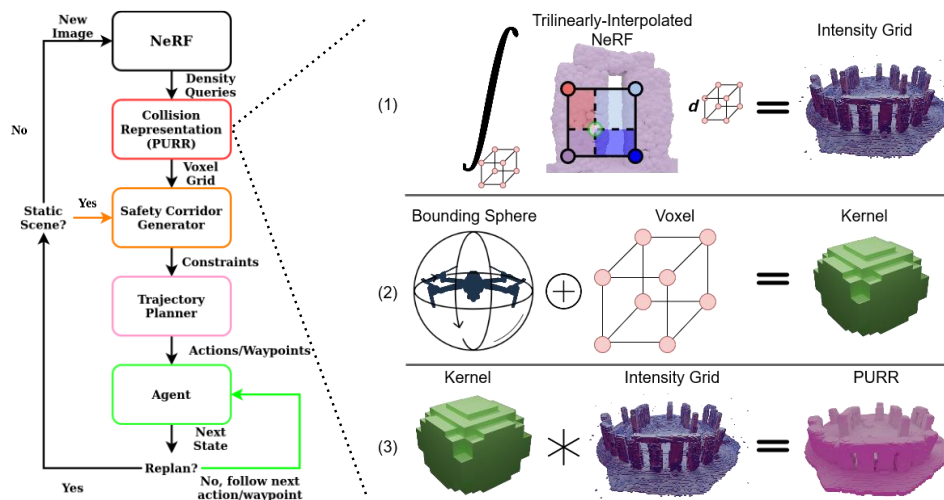 New
Image
NeRF
Density
Queries
Collision
Representation
(PURR)
Voxel
Grid
No
Static
Scene?
Yes
Safety Corridor
Generator
Constraints
Trajectory
Planner
Actions/Waypoints
Agent
Next
State
Replan?
Yes
No, follow next
action/waypoint
(1)
Trilinearly-Interpolated
NeRF
d
=
Intensity Grid
(2)
Bounding Sphere
+
Voxel
=
Kernel
(3)
Kernel
*
Intensity Grid
=
PURR